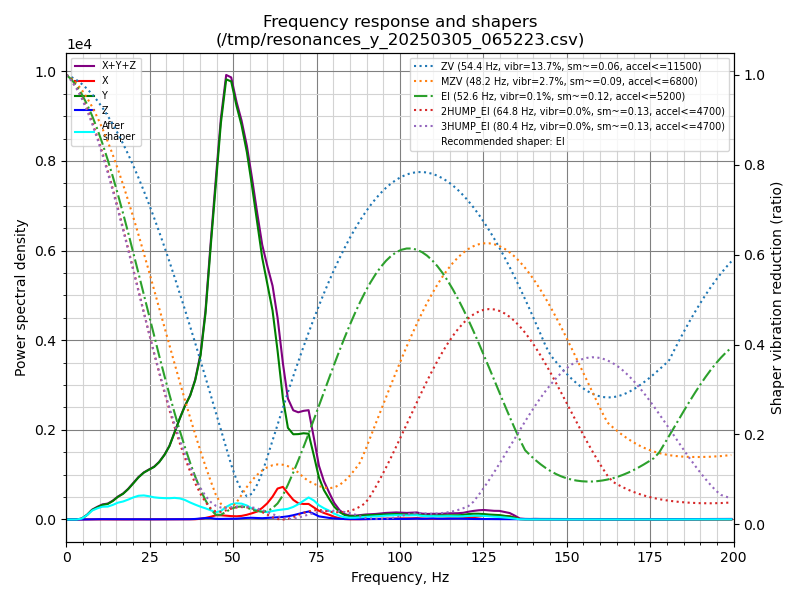 Frequency response and shapers
(/tmp/resonances_y_20250305_065223.csv)
1e4
X+Y+Z
X
Y
Z
After
shaper
ZV (54.4 Hz, vibr=13.7%, sm~=0.06, accel<=11500)
MZV (48.2 Hz, vibr=2.7%, sm~=0.09, accel<=6800)
EI (52.6 Hz, vibr=0.1%, sm~=0.12, accel<=5200)
2HUMP_EI (64.8 Hz, vibr=0.0%, sm~=0.13, accel<=4700)
3HUMP_EI (80.4 Hz, vibr=0.0%, sm~=0.13, accel<=4700)
Recommended shaper: EI
Power spectral density
1.0
0.8
0.6
0.4
0.2
0.0
1.0
0.8
0.6
0.4
0.2
0.0
Shaper vibration reduction (ratio)
0 25 50 75 100 125 150 175 200
Frequency, Hz